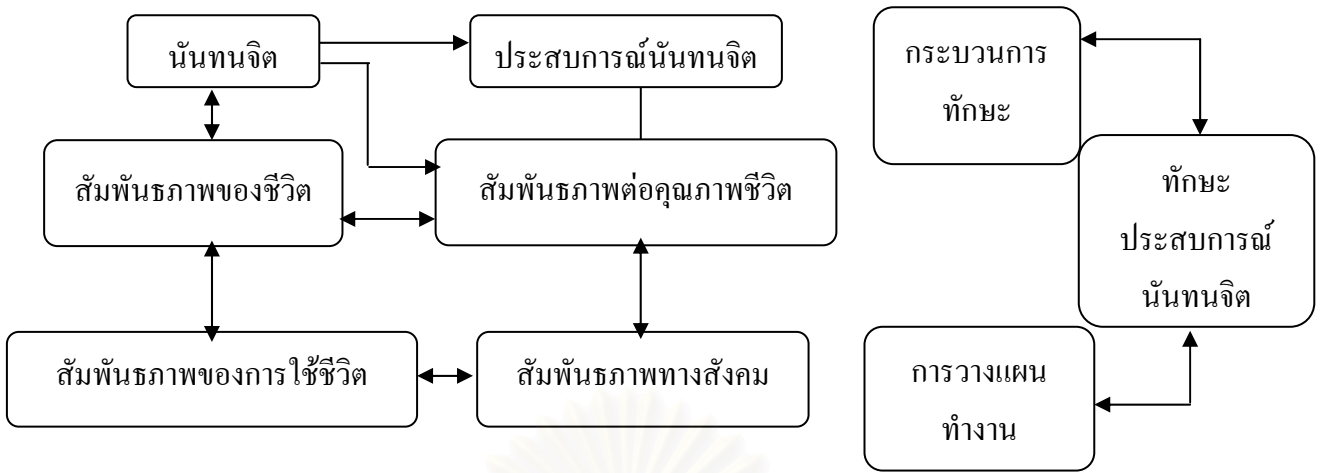 นันทนจิต
ประสบการณ์นันทนจิต
สัมพันธภาพของชีวิต
สัมพันธภาพต่อคุณภาพชีวิต
สัมพันธภาพของการใช้ชีวิต
สัมพันธภาพทางสังคม
กระบวนการ
ทักษะ
ทักษะ
ประสบการณ์
นันทนจิต
การวางแผน
ทำงาน